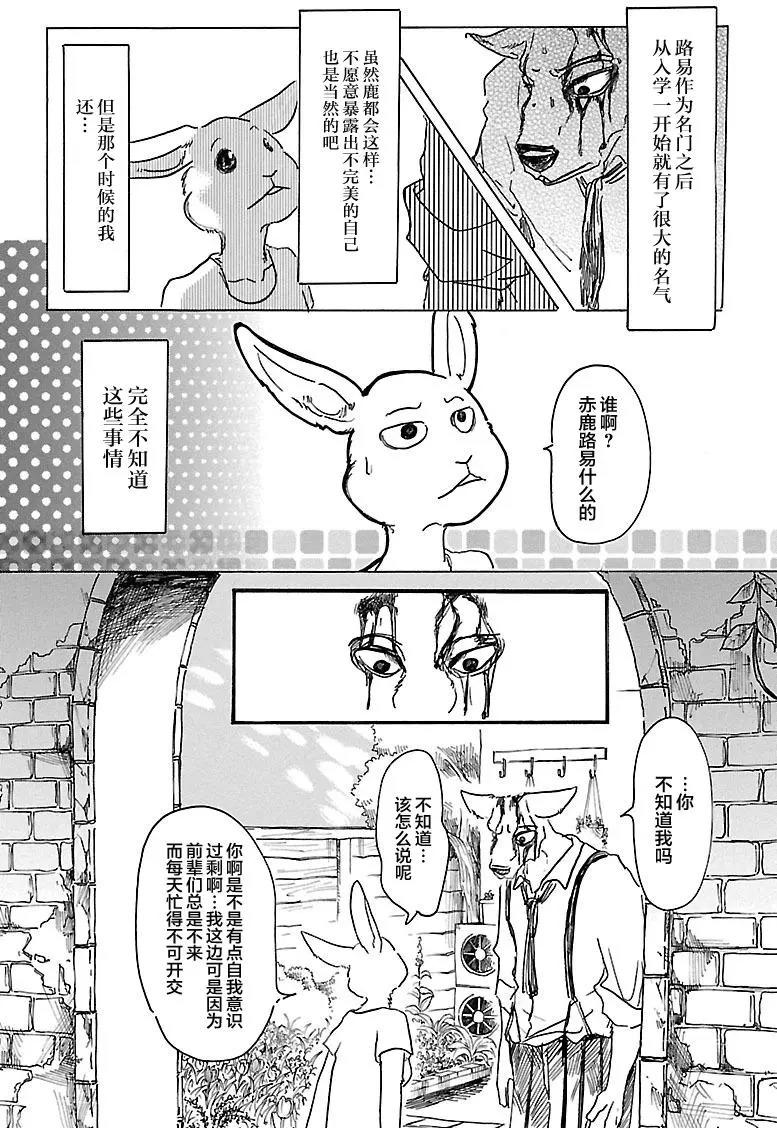 路易作为名门之后
从入学一开始就有了很大的名气
虽然鹿都会这样…
不愿意暴露出不完美的自己
也是当然的吧
但是那个时候的我
还…
谁啊？
赤鹿路易什么的
完全不知道
这些事情
…你
不知道我吗
不知道…
该怎么说呢
你啊是不是有点自我意识
过剩啊…我这边可是因为
前辈们总是不来
而每天忙得不可开交